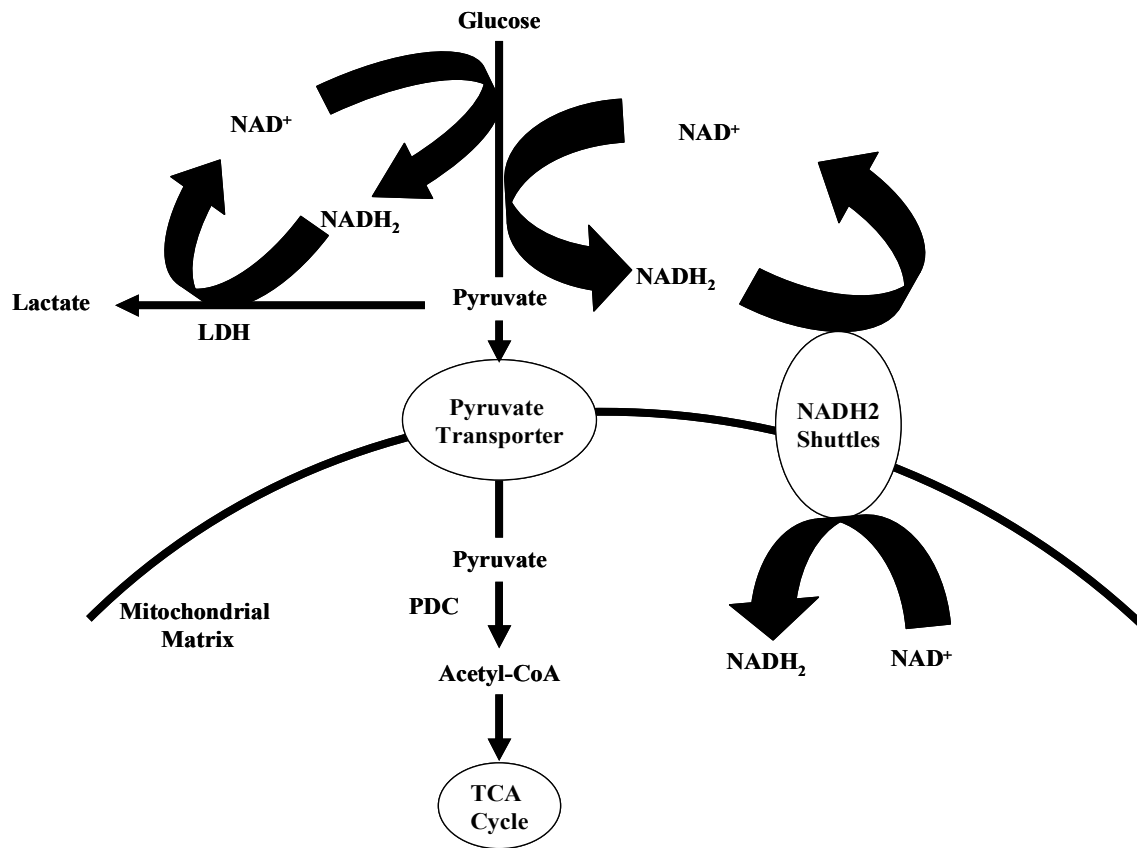 Glucose
NAD⁺
NAD⁺
NADH₂
NADH₂
Lactate
Pyruvate
LDH
Pyruvate
Transporter
NADH2
Shuttles
Pyruvate
PDC
Mitochondrial
Matrix
NADH₂
NAD⁺
Acetyl-CoA
TCA
Cycle